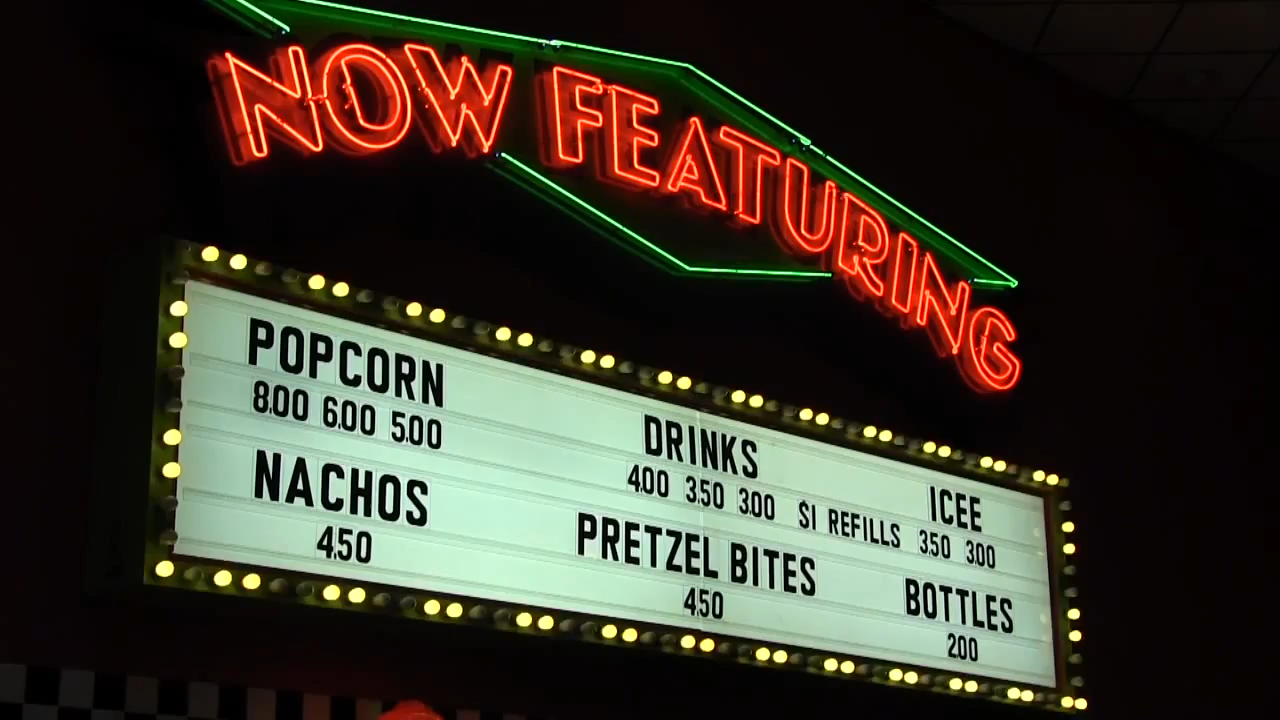 NOW FEATURING
POPCORN
8.00 6.00 5.00
NACHOS
4.50
DRINKS
4.00 3.50 3.00 $1 REFILLS
PRETZEL BITES
4.50
ICEE
3.50 3.00
BOTTLES
2.00